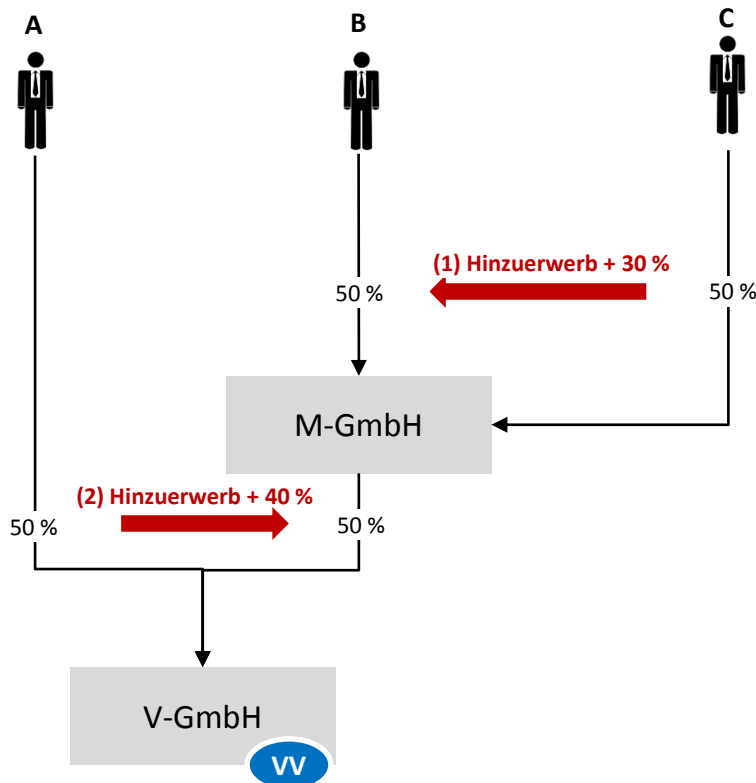 A
B
C
(1) Hinzuerwerb + 30 %
50 %
50 %
M-GmbH
(2) Hinzuerwerb + 40 %
50 %
50 %
V-GmbH
VV